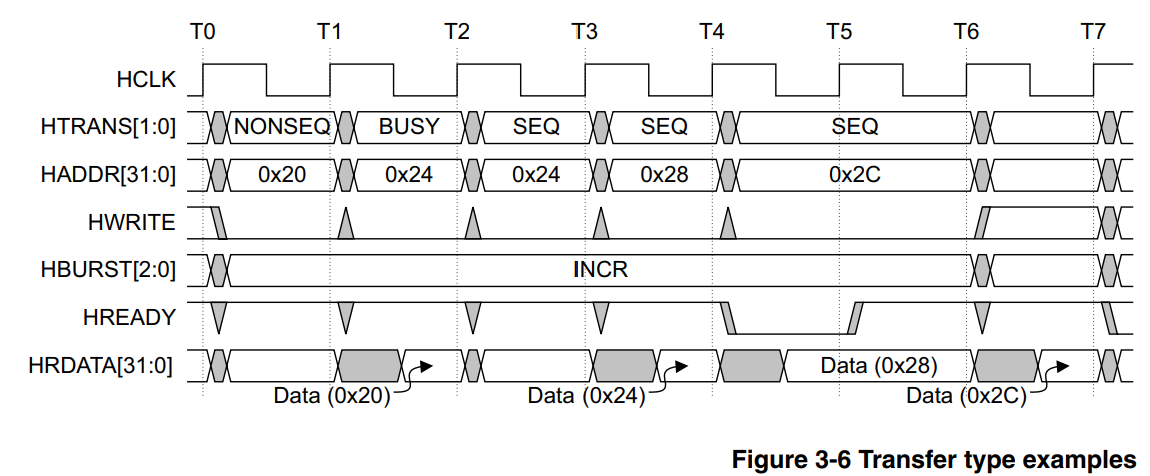 T0 T1 T2 T3 T4 T5 T6 T7
HCLK
HTRANS[1:0] NONSEQ BUSY SEQ SEQ SEQ
HADDR[31:0] 0x20 0x24 0x24 0x28 0x2C
HWRITE
HBURST[2:0] INCR
HREADY
HRDATA[31:0] Data (0x28)
Data (0x20) Data (0x24) Data (0x2C)
Figure 3-6 Transfer type examples